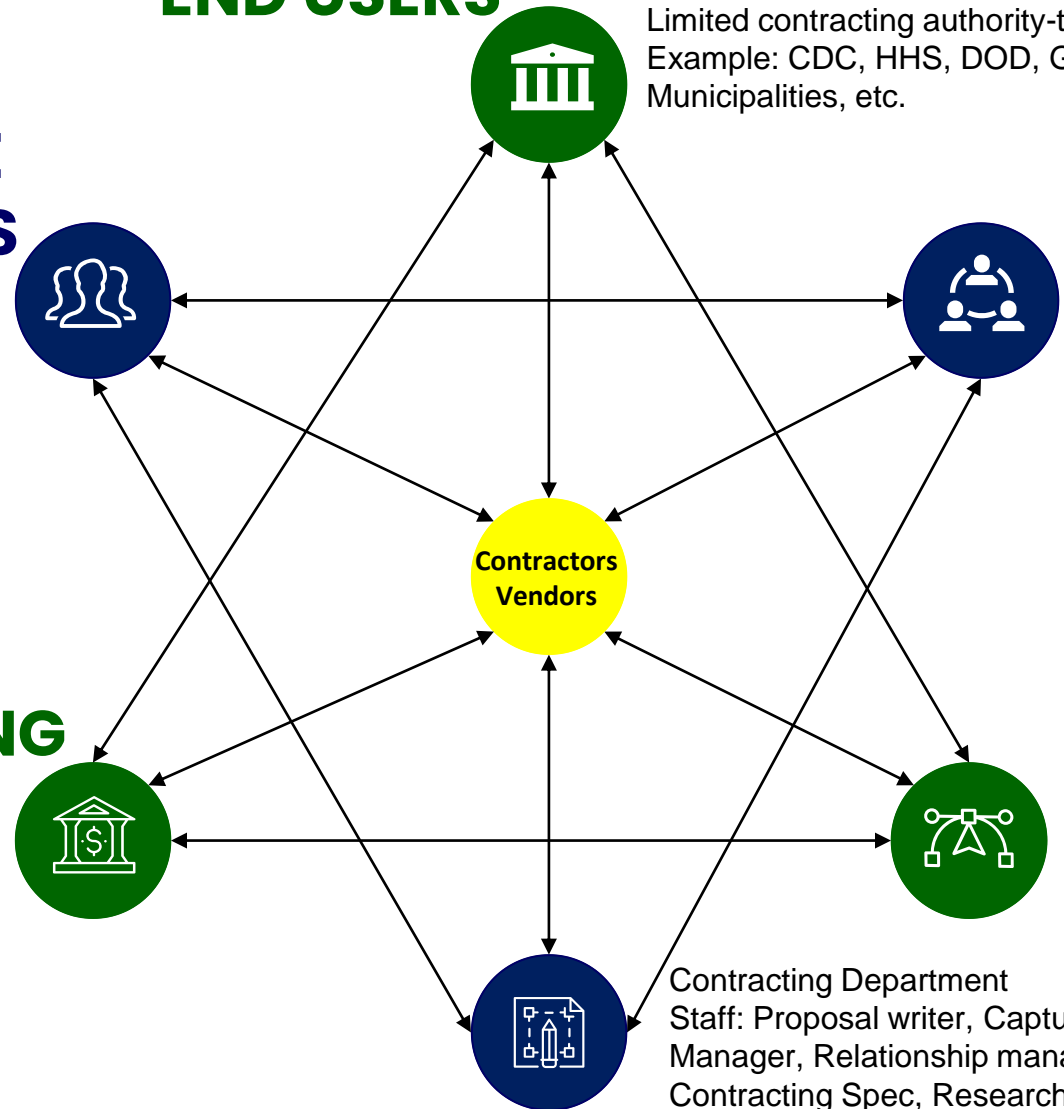 END USERS
Limited contracting authority-t
Example: CDC, HHS, DOD, G
Municipalities, etc.
E
S
Contractors
Vendors
NG
$
Contracting Department
Staff: Proposal writer, Captu
Manager, Relationship mana
Contracting Spec, Research